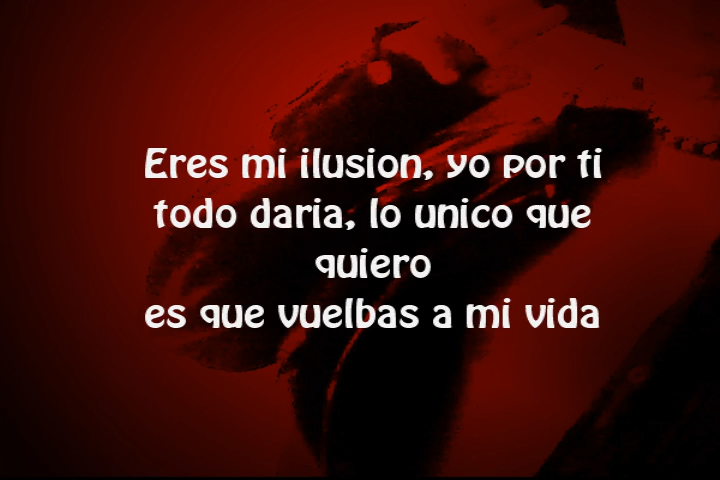 Eres mi ilusion, yo por ti
todo daria, lo unico que
quiero
es que vuelbas a mi vida